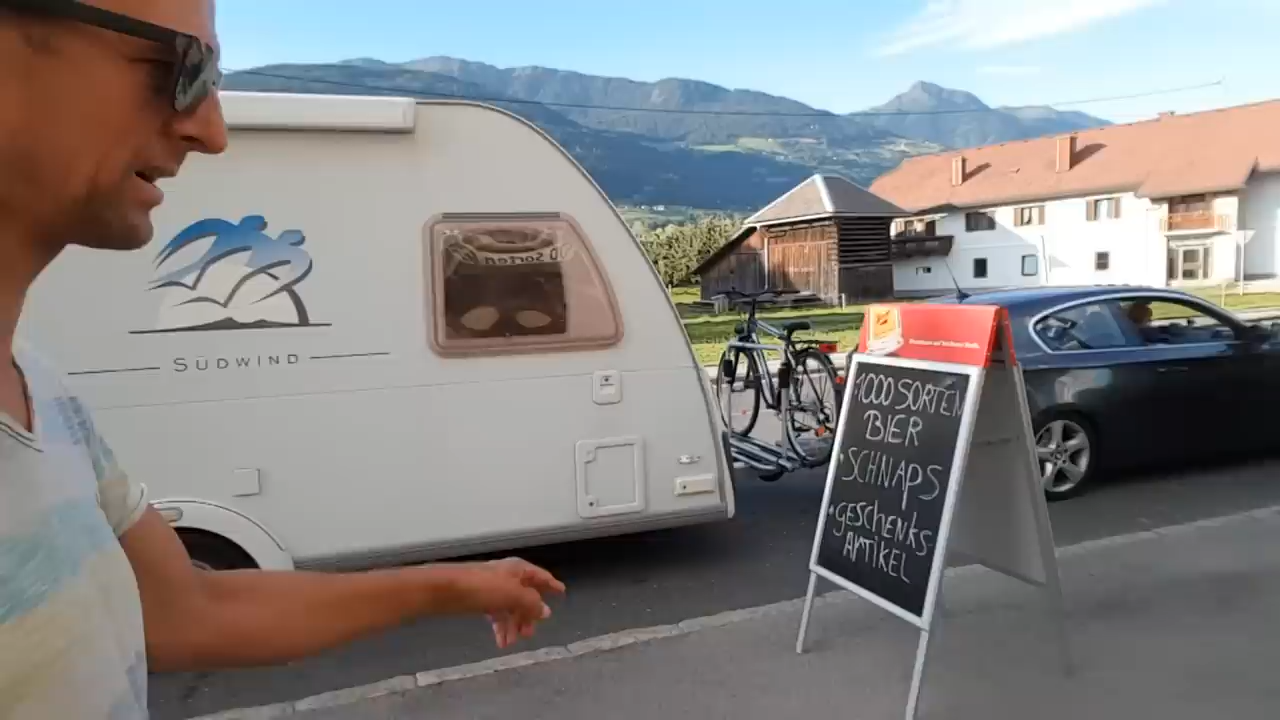 SÜDWIND
1000 SORTEN
BIER
•SCHNAPS
•GESCHENKS
ARTIKEL